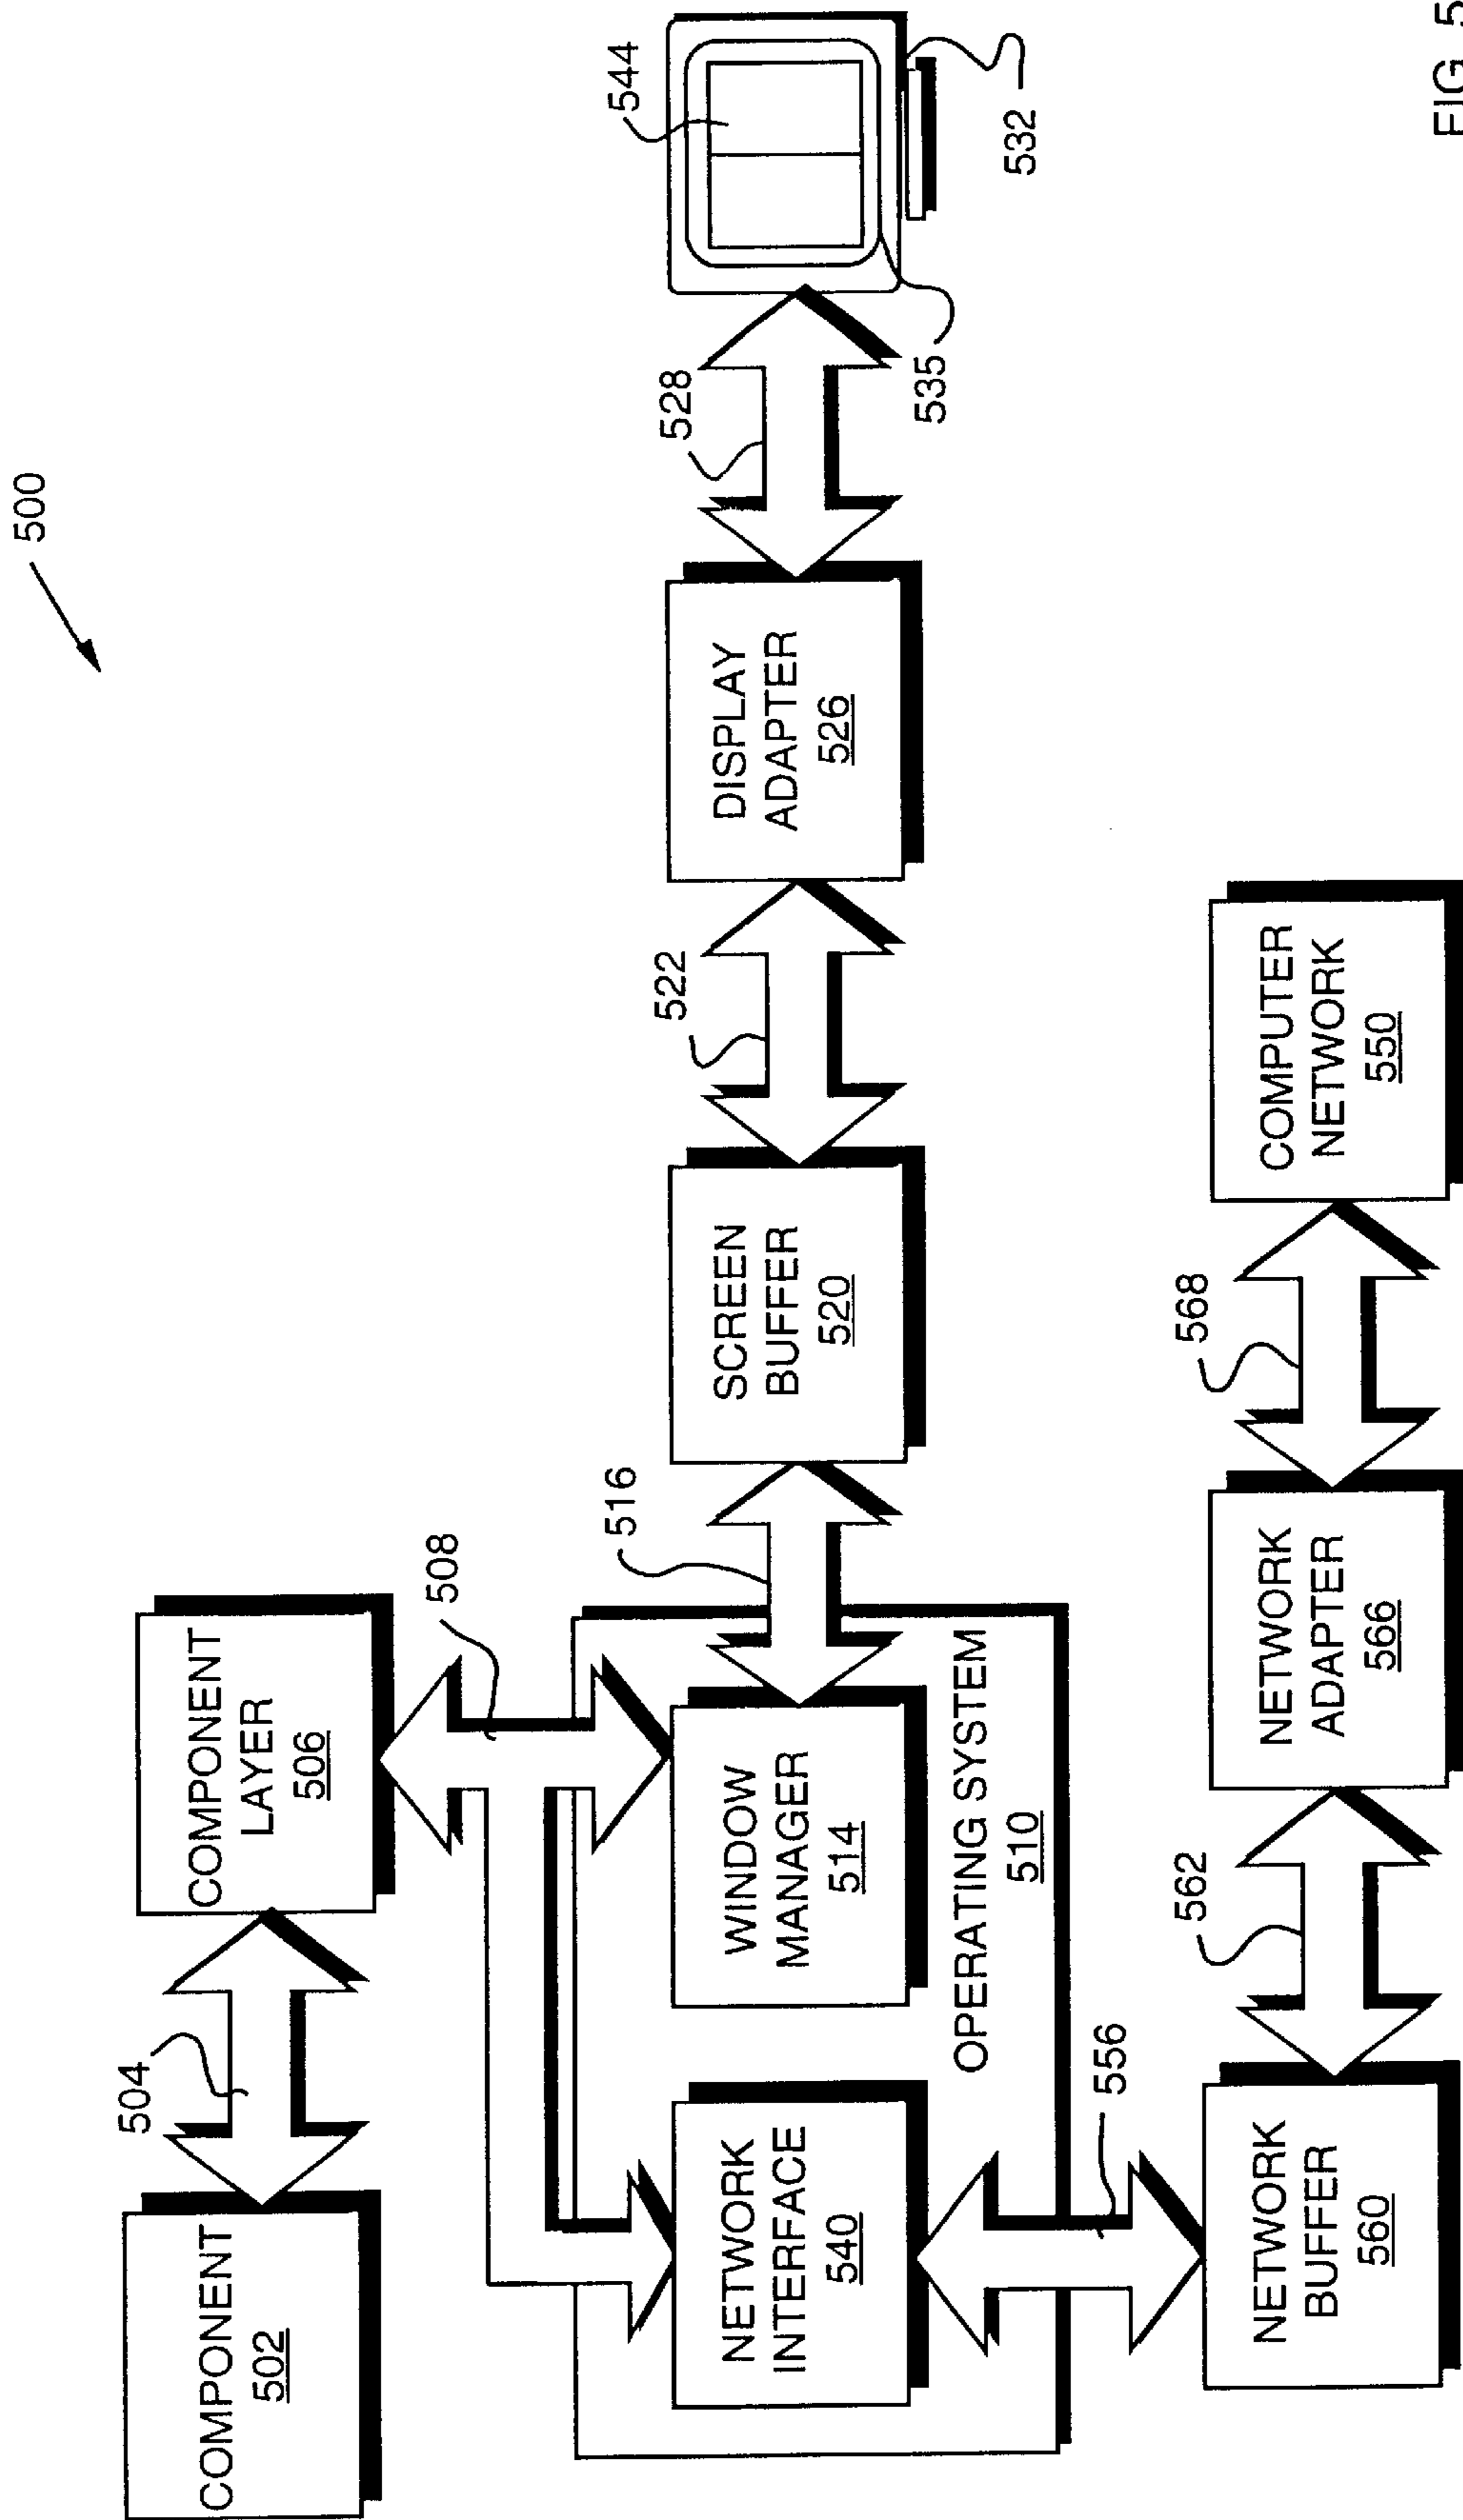 500
COMPONENT
502
504
COMPONENT
LAYER
506
508
NETWORK
INTERFACE
540
WINDOW
MANAGER
514
OPERATING SYSTEM
510
516
SCREEN
BUFFER
520
522
DISPLAY
ADAPTER
526
528
544
535
532
556
NETWORK
BUFFER
560
562
NETWORK
ADAPTER
566
568
COMPUTER
NETWORK
550
FIG. 5